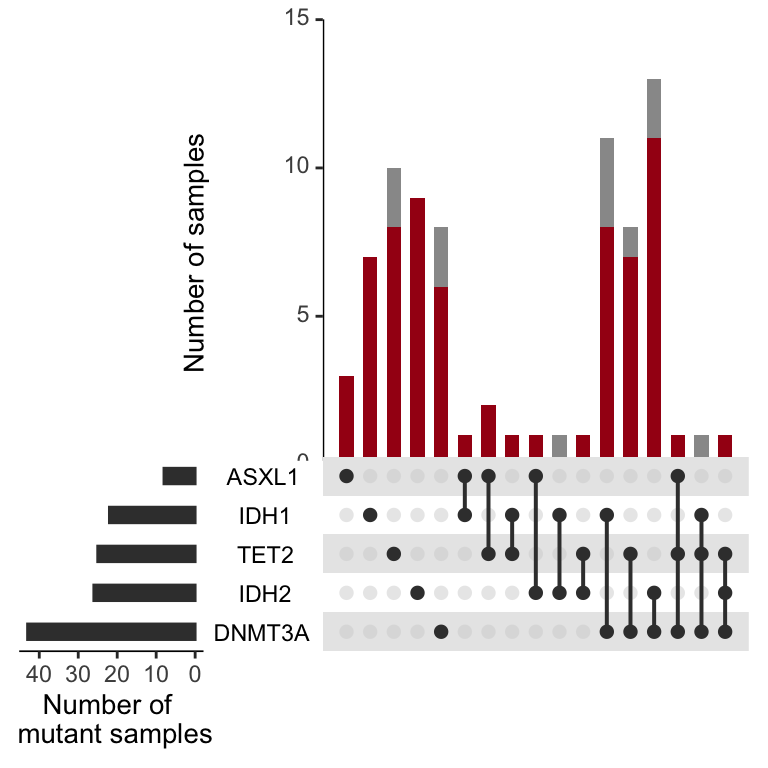 15
10
5
0
Number of samples
ASXL1
IDH1
TET2
IDH2
DNMT3A
40 30 20 10 0
Number of
mutant samples